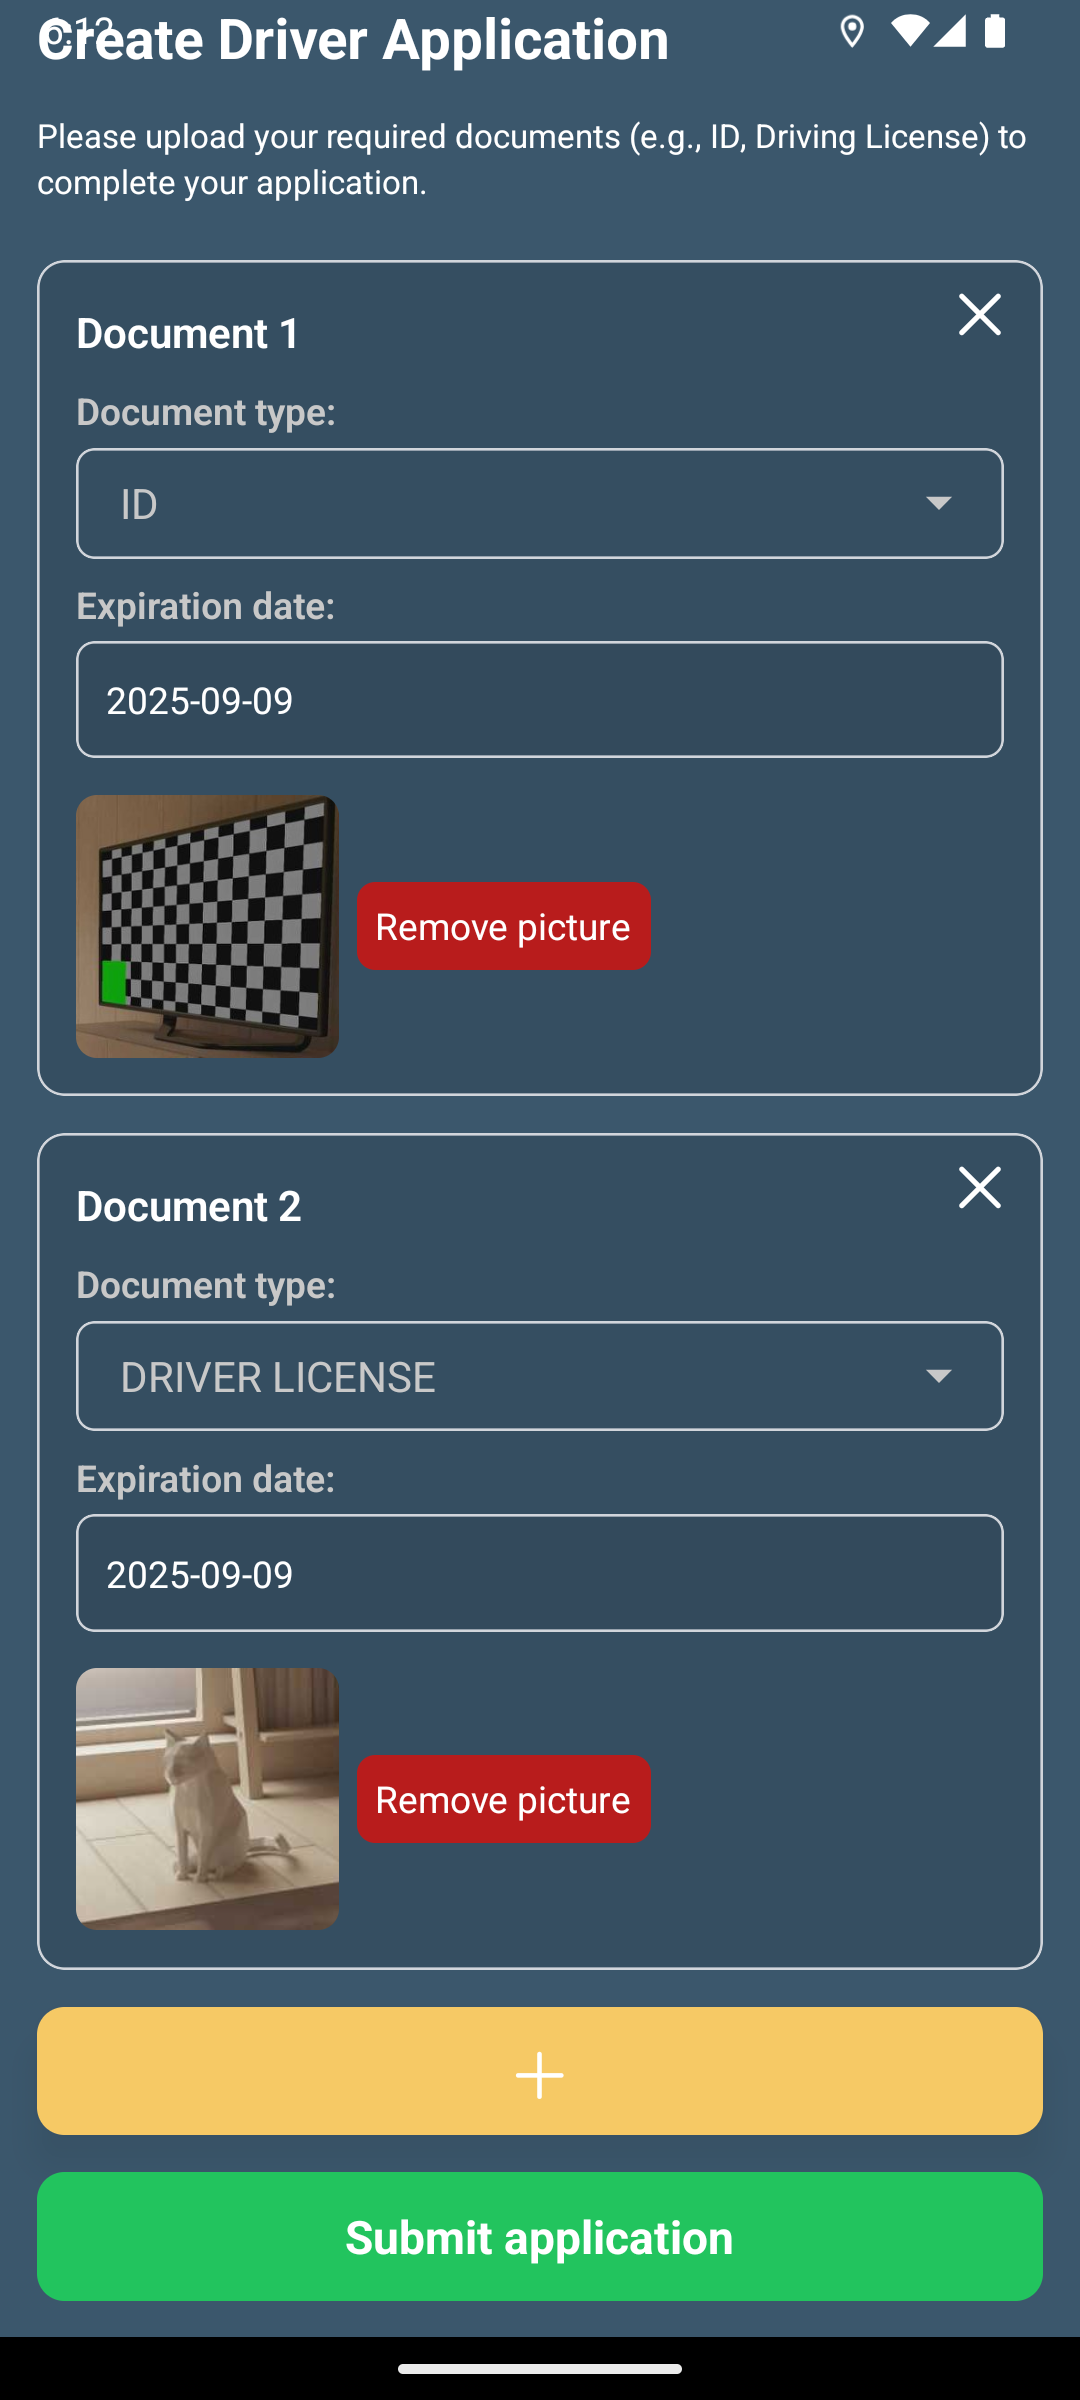 Create Driver Application
Please upload your required documents (e.g., ID, Driving License) to
complete your application.
Document 1
Document type:
ID
Expiration date:
2025-09-09
Remove picture
Document 2
Document type:
DRIVER LICENSE
Expiration date:
2025-09-09
Remove picture
Submit application